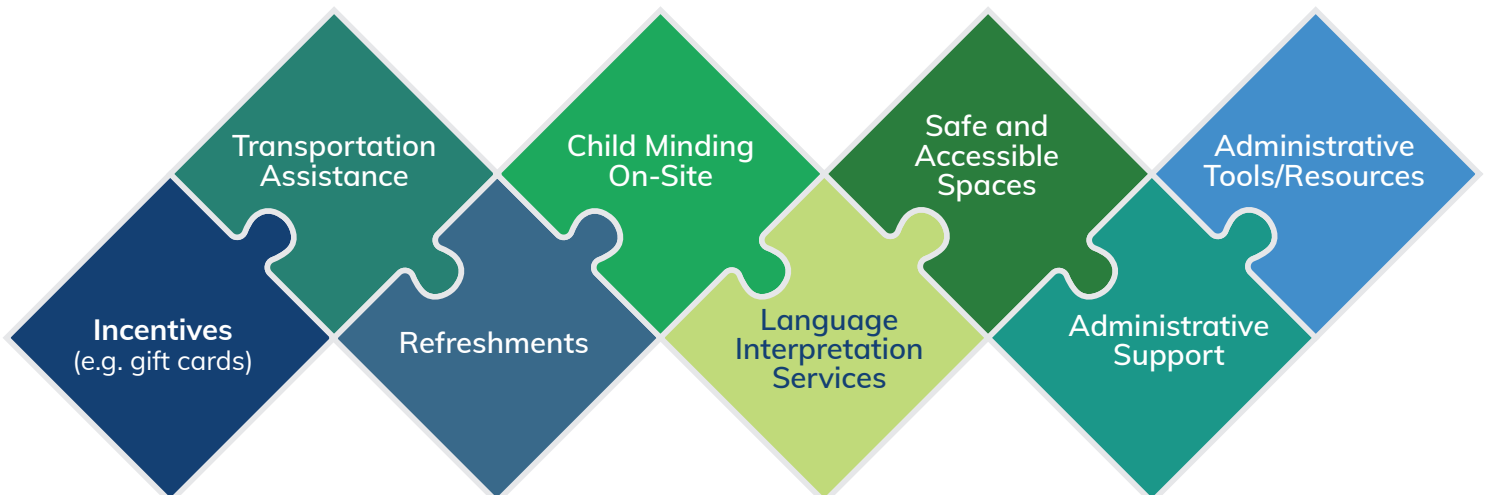 Transportation
Assistance
Child Minding
On-Site
Safe and
Accessible
Spaces
Administrative
Tools/Resources
Incentives
(e.g. gift cards)
Refreshments
Language
Interpretation
Services
Administrative
Support